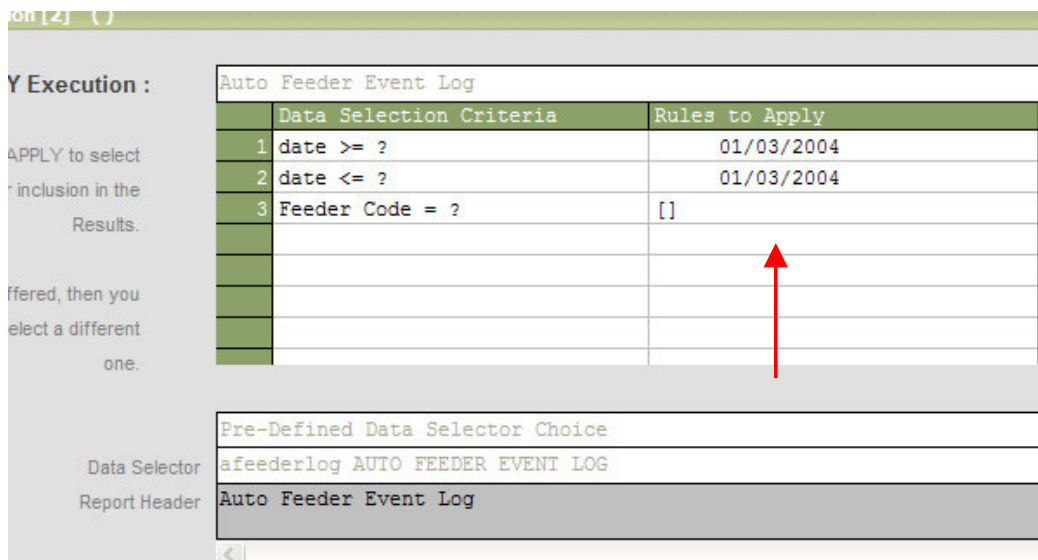 ion [2] ( )
Y Execution :
Auto Feeder Event Log
Data Selection Criteria Rules to Apply
1 date >= ? 01/03/2004
2 date <= ? 01/03/2004
3 Feeder Code = ? []
APPLY to select
r inclusion in the
Results.
ffered, then you
elect a different
one.
Pre-Defined Data Selector Choice
Data Selector afeederlog AUTO FEEDER EVENT LOG
Report Header Auto Feeder Event Log